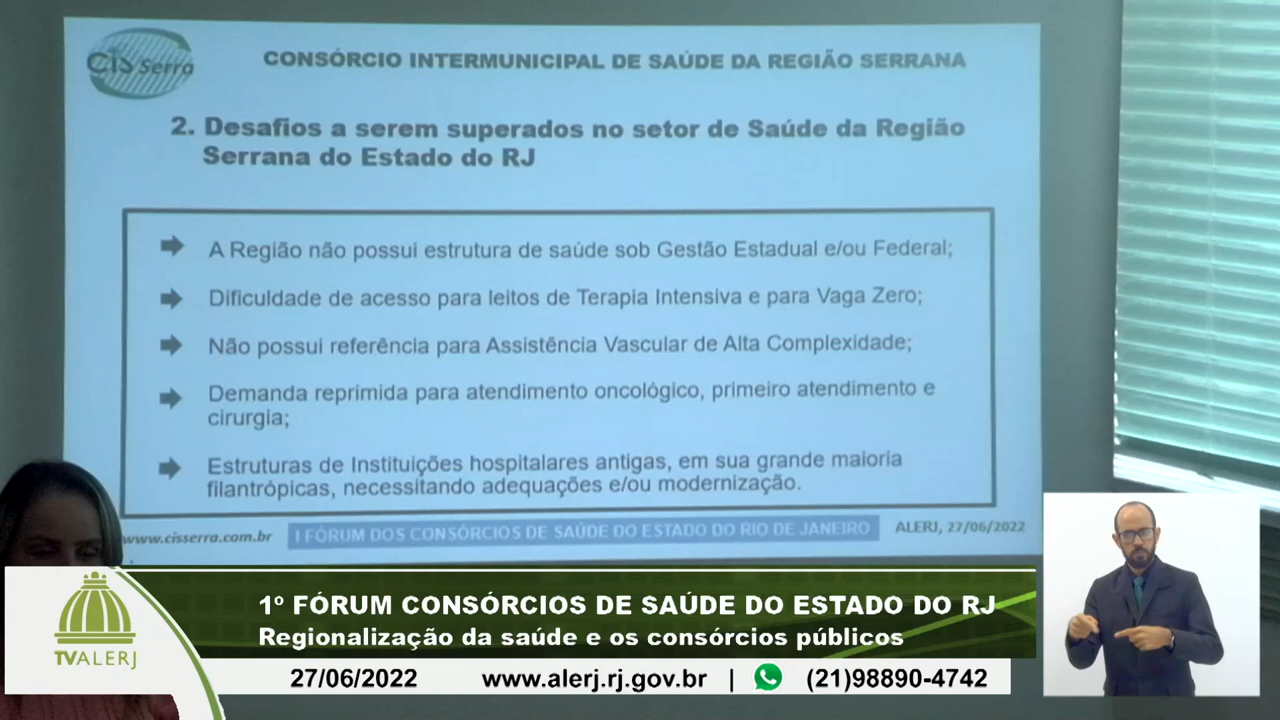 CIS Serra
CONSÓRCIO INTERMUNICIPAL DE SAÚDE DA REGIÃO SERRANA
2. Desafios a serem superados no setor de Saúde da Região
Serrana do Estado do RJ
A Região não possui estrutura de saúde sob Gestão Estadual e/ou Federal;
Dificuldade de acesso para leitos de Terapia Intensiva e para Vaga Zero;
Não possui referência para Assistência Vascular de Alta Complexidade;
Demanda reprimida para atendimento oncológico, primeiro atendimento e
cirurgia;
Estruturas de Instituições hospitalares antigas, em sua grande maioria
filantrópicas, necessitando adequações e/ou modernização.
www.cisserra.com.br
I FÓRUM DOS CONSÓRCIOS DE SAÚDE DO ESTADO DO RIO DE JANEIRO
ALERJ, 27/06/2022
1º FÓRUM CONSÓRCIOS DE SAÚDE DO ESTADO DO RJ
Regionalização da saúde e os consórcios públicos
TVALERJ
27/06/2022 www.alerj.rj.gov.br | (21)98890-4742